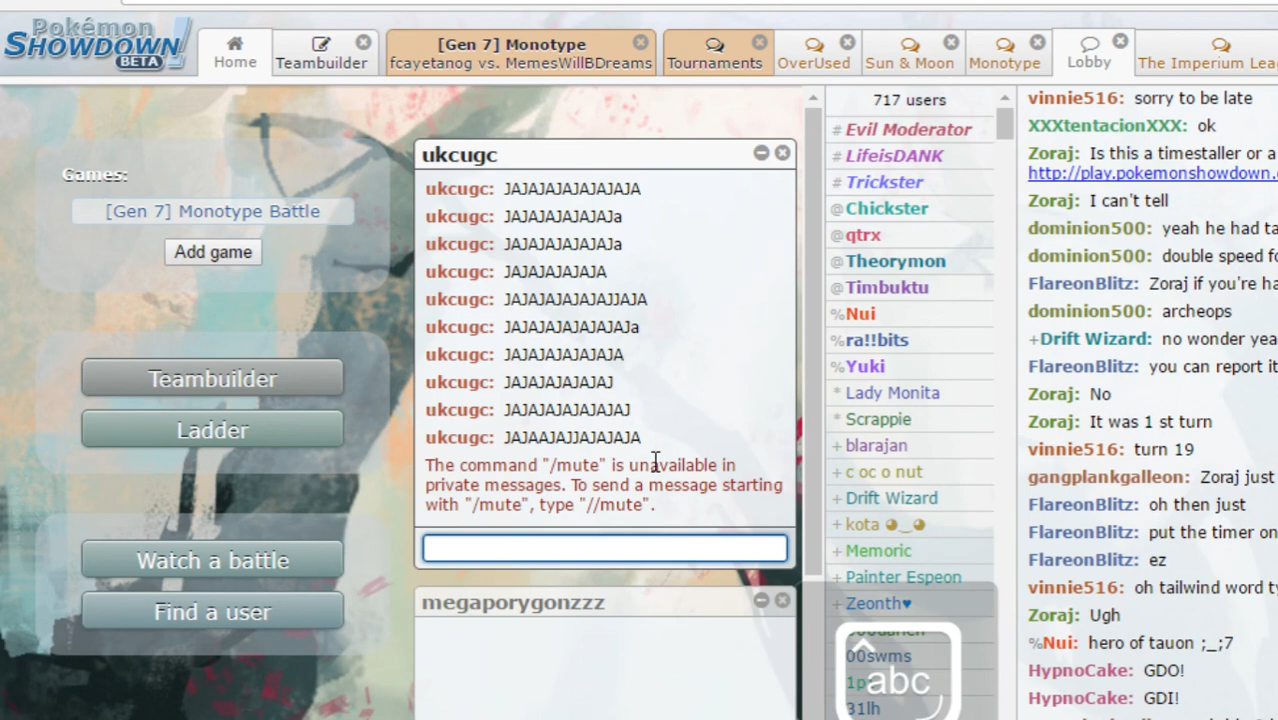 Pokémon
SHOWDOWN!
BETA
Home
Teambuilder
[Gen 7] Monotype
fcayetanog vs. MemesWillBDreams
Tournaments
OverUsed
Sun & Moon
Monotype
Lobby
The Imperium Lea
Games:
[Gen 7] Monotype Battle
Add game
Teambuilder
Ladder
Watch a battle
Find a user
ukcugc
ukcugc: JAJAJAJAJAJAJAJA
ukcugc: JAJAJAJAJAJAJa
ukcugc: JAJAJAJAJAJAJa
ukcugc: JAJAJAJAJAJA
ukcugc: JAJAJAJAJAJAJJAJA
ukcugc: JAJAJAJAJAJAJAJa
ukcugc: JAJAJAJAJAJAJA
ukcugc: JAJAJAJAJAJAJ
ukcugc: JAJAJAJAJAJAJAJ
ukcugc: JAJAAJAJJAJAJAJA
The command "/mute" is unavailable in
private messages. To send a message starting
with "/mute", type "//mute".
megaporygonzzz
717 users
# Evil Moderator
# LifeisDANK
# Trickster
@ Chickster
@ qtrx
@ Theorymon
@ Timbuktu
% Nui
% ra!!bits
% Yuki
* Lady Monita
* Scrappie
+ blarajan
+ c oc o nut
+ Drift Wizard
+ kota ◕‿◕
+ Memoric
+ Painter Espeon
+ Zeonth♥
00swms
abc
31lh
vinnie516: sorry to be late
XXXtentacionXXX: ok
Zoraj: Is this a timestaller or a
http://play.pokemonshowdown.
Zoraj: I can't tell
dominion500: yeah he had ta
dominion500: double speed fo
FlareonBlitz: Zoraj if you're ha
dominion500: archeops
+Drift Wizard: no wonder yea
FlareonBlitz: you can report it
Zoraj: No
Zoraj: It was 1 st turn
vinnie516: turn 19
gangplankgalleon: Zoraj just
FlareonBlitz: oh then just
FlareonBlitz: put the timer on
FlareonBlitz: ez
vinnie516: oh tailwind word ty
Zoraj: Ugh
%Nui: hero of tauon ;_;7
HypnoCake: GDO!
HypnoCake: GDI!